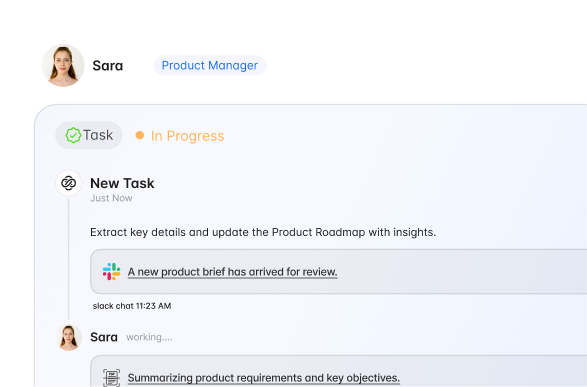 Sara
Product Manager
Task
In Progress
New Task
Just Now
Extract key details and update the Product Roadmap with insights.
A new product brief has arrived for review.
slack chat 11:23 AM
Sara working....
Summarizing product requirements and key objectives.